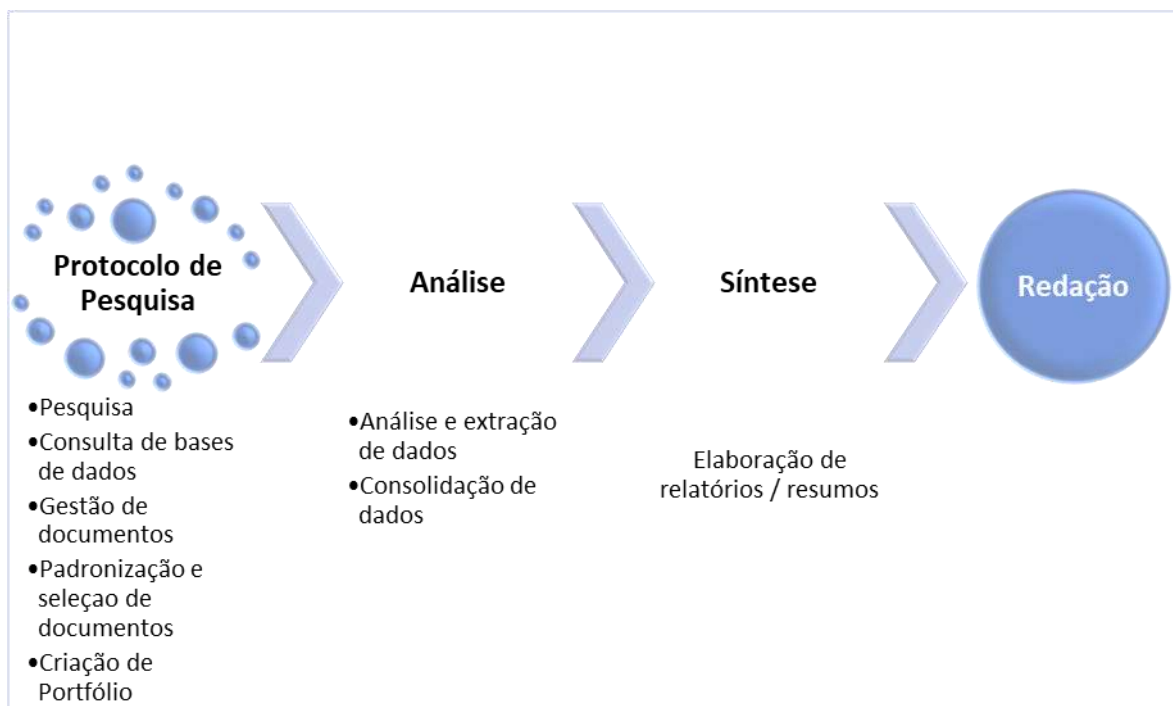 Protocolo de
Pesquisa
•Pesquisa
•Consulta de bases
de dados
•Gestão de
documentos
•Padronização e
seleçao de
documentos
•Criação de
Portfólio
Análise
•Análise e extração
de dados
•Consolidação de
dados
Síntese
Elaboração de
relatórios / resumos
Redação